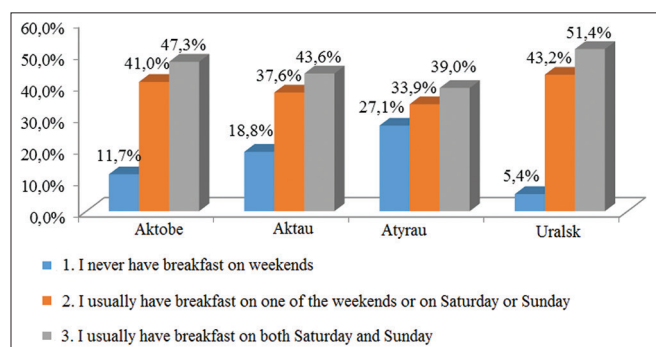 60,0%
50,0%
40,0%
30,0%
20,0%
10,0%
0,0%
11,7%
41,0%
47,3%
18,8%
37,6%
43,6%
27,1%
33,9%
39,0%
5,4%
43,2%
51,4%
Aktobe
Aktau
Atyrau
Uralsk
1. I never have breakfast on weekends
2. I usually have breakfast on one of the weekends or on Saturday or Sunday
3. I usually have breakfast on both Saturday and Sunday